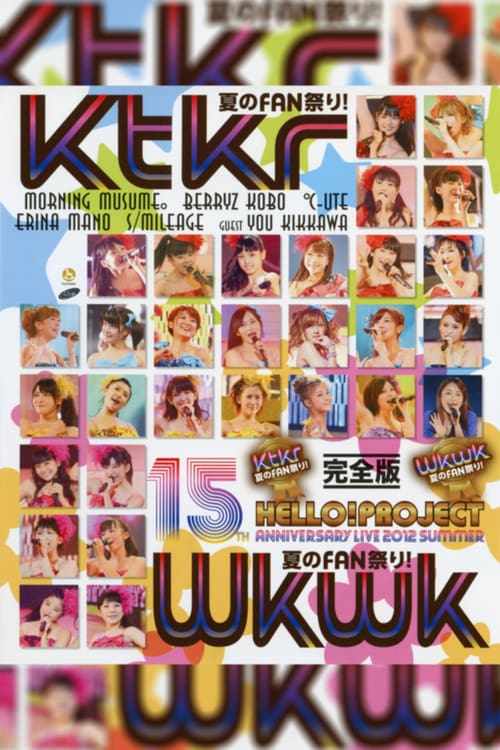 夏のFAN祭り!
Ktkr
MORNING MUSUME。 BERRYZ KOBO ℃-UTE
ERINA MANO S/MILEAGE GUEST YOU KIKKAWA
Ktkr
夏のFAN祭り!
完全版
WKWK
夏のFAN祭り!
15TH
HELLO!PROJECT
ANNIVERSARY LIVE 2012 SUMMER
夏のFAN祭り!
WKWK